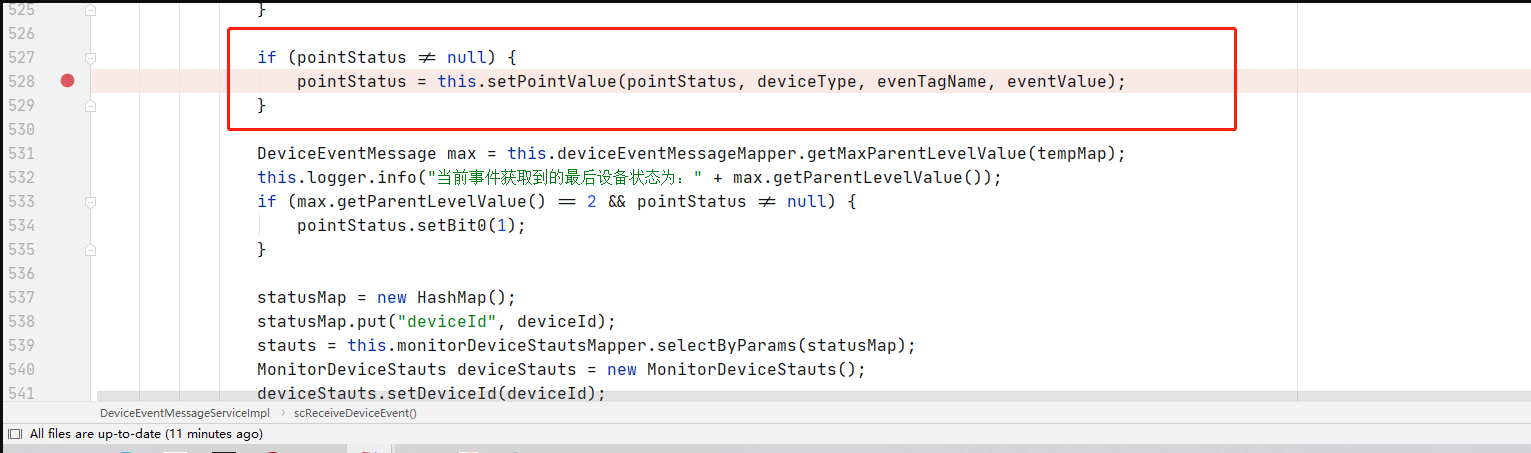 525 }
526
527 if (pointStatus ≠ null) {
528 pointStatus = this.setPointValue(pointStatus, deviceType, evenTagName, eventValue);
529 }
530
531 DeviceEventMessage max = this.deviceEventMessageMapper.getMaxParentLevelValue(tempMap);
532 this.logger.info("当前事件获取到的最后设备状态为：" + max.getParentLevelValue());
533 if (max.getParentLevelValue() == 2 && pointStatus ≠ null) {
534 pointStatus.setBit0(1);
535 }
536
537 statusMap = new HashMap();
538 statusMap.put("deviceId", deviceId);
539 stauts = this.monitorDeviceStautsMapper.selectByParams(statusMap);
540 MonitorDeviceStauts deviceStauts = new MonitorDeviceStauts();
541 deviceStauts.setDeviceId(deviceId);
DeviceEventMessageServiceImpl › scReceiveDeviceEvent()
All files are up-to-date (11 minutes ago)